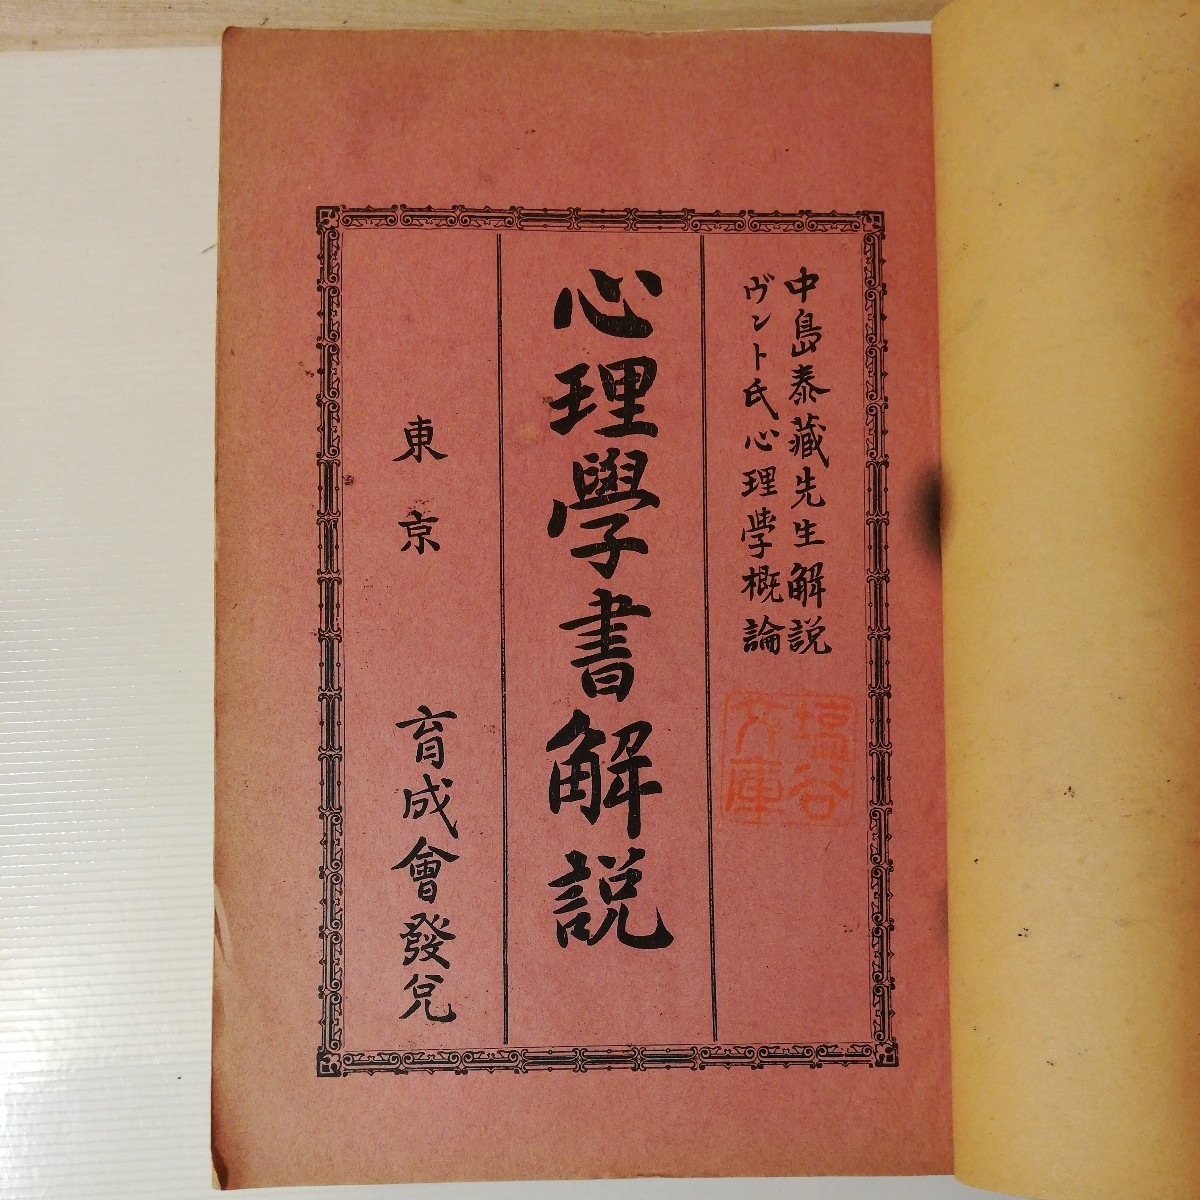 中島泰藏先生解説
ヴント氏心理学概論
心理學書解説
東京 育成會發兌
塩谷
文庫